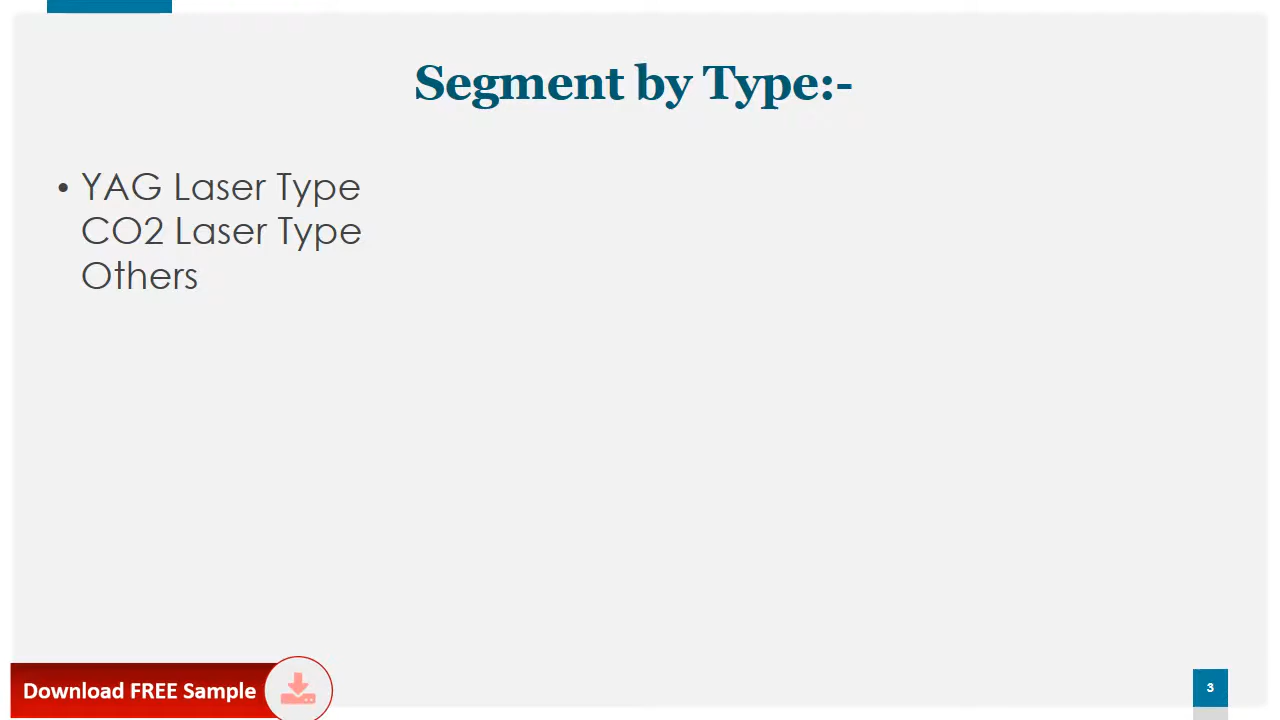 Segment by Type:-
• YAG Laser Type
CO2 Laser Type
Others
Download FREE Sample
3